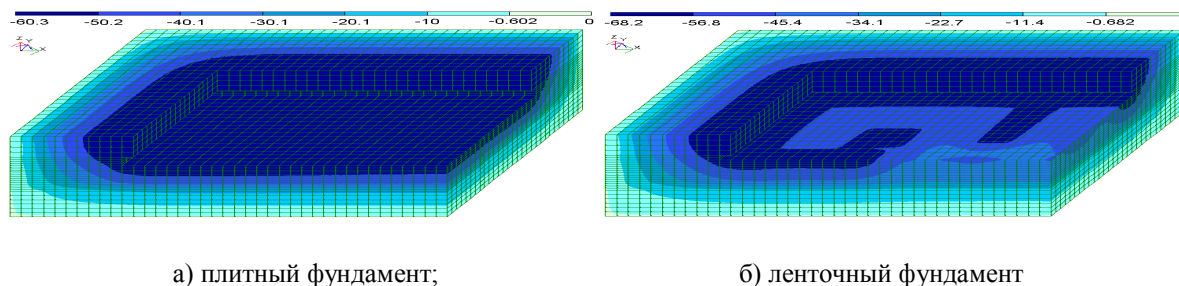 -60.3 -50.2 -40.1 -30.1 -20.1 -10 -0.602 0
-68.2 -56.8 -45.4 -34.1 -22.7 -11.4 -0.682
Z Y X
Z Y X
а) плитный фундамент;
б) ленточный фундамент